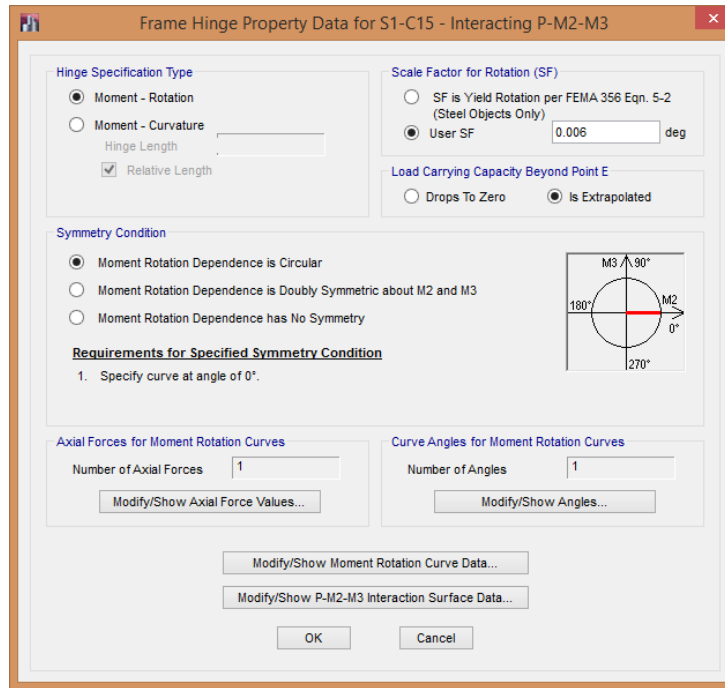 Frame Hinge Property Data for S1-C15 - Interacting P-M2-M3
Hinge Specification Type
Moment - Rotation
Moment - Curvature
Hinge Length
Relative Length
Scale Factor for Rotation (SF)
SF is Yield Rotation per FEMA 356 Eqn. 5-2
(Steel Objects Only)
User SF 0.006 deg
Load Carrying Capacity Beyond Point E
Drops To Zero Is Extrapolated
Symmetry Condition
Moment Rotation Dependence is Circular
Moment Rotation Dependence is Doubly Symmetric about M2 and M3
Moment Rotation Dependence has No Symmetry
Requirements for Specified Symmetry Condition
1. Specify curve at angle of 0°.
M3 90°
180° M2
0°
270°
Axial Forces for Moment Rotation Curves
Number of Axial Forces 1
Modify/Show Axial Force Values...
Curve Angles for Moment Rotation Curves
Number of Angles 1
Modify/Show Angles...
Modify/Show Moment Rotation Curve Data...
Modify/Show P-M2-M3 Interaction Surface Data...
OK Cancel